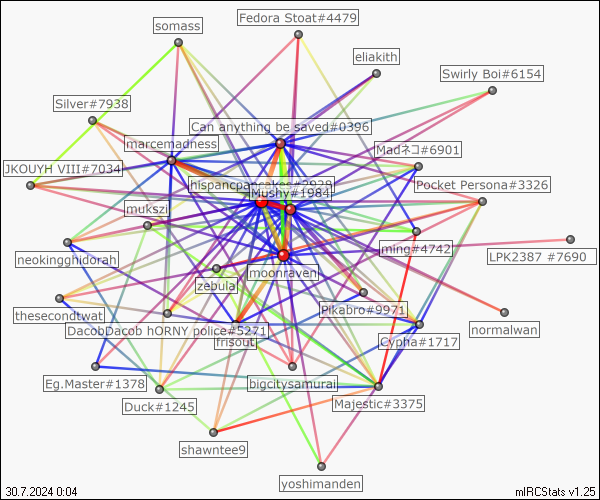 somass
Fedora Stoat#4479
eliakith
Swirly Boi#6154
Silver#7938
Can anything be saved#0396
marcemadness
Madネコ#6901
JKOUYH VIII#7034
hispancpancakes#2929
Pocket Persona#3326
Mushy#1984
mukszi
ming#4742
neokingghidorah
LPK2387 #7690
moonraven
zebula
thesecondtwat
Pikabro#9971
normalwan
DacobDacob hORNY police#5271
frisout
Cypha#1717
Eg.Master#1378
bigcitysamurai
Duck#1245
Majestic#3375
shawntee9
yoshimanden
30.7.2024 0:04
mIRCStats v1.25